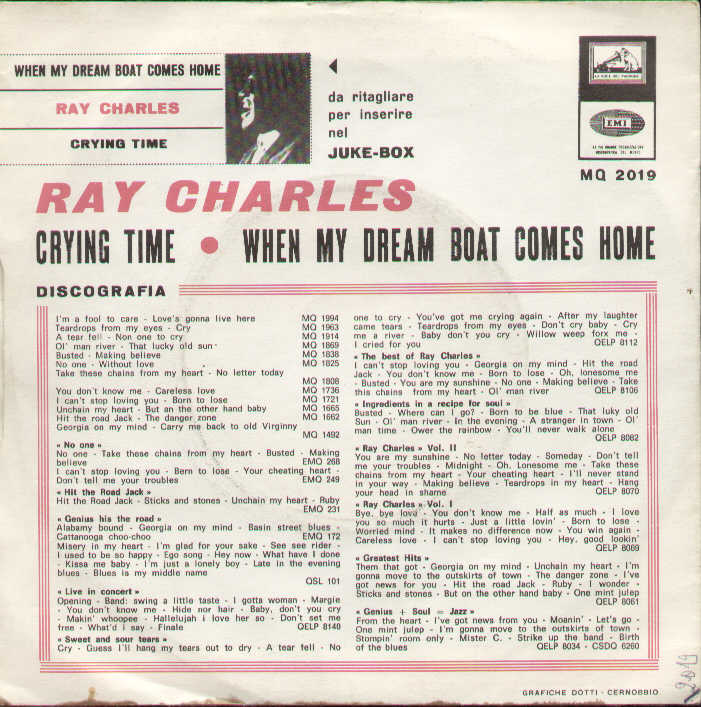 WHEN MY DREAM BOAT COMES HOME
RAY CHARLES
CRYING TIME
da ritagliare
per inserire
nel
JUKE-BOX
LA VOCE DEL PADRONE
EMI
LA PIÙ GRANDE ORGANIZZAZIONE
DISCOGRAFICA DEL MONDO
MQ 2019
RAY CHARLES
CRYING TIME • WHEN MY DREAM BOAT COMES HOME
DISCOGRAFIA
I'm a fool to care - Love's gonna live here MQ 1994
Teardrops from my eyes - Cry MQ 1963
A tear fell - Non one to cry MQ 1914
Ol' man river - That lucky old sun MQ 1869
Busted - Making believe MQ 1838
No one - Without love MQ 1825
Take these chains from my heart - No letter today
MQ 1808
You don't know me - Careless love MQ 1736
I can't stop loving you - Born to lose MQ 1721
Unchain my heart - But an the other hand baby MQ 1665
Hit the road Jack - The danger zone MQ 1662
Georgia on my mind - Carry me back to old Virginny
MQ 1492
« No one »
No one - Take these chains from my heart - Busted - Making
believe EMQ 268
I can't stop loving you - Bern to lose - Your cheating heart -
Don't tell me your troubles EMQ 249
« Hit the Road Jack »
Hit the Road Jack - Sticks and stones - Unchain my heart - Ruby
EMQ 231
« Genius his the road »
Alabamy bound - Georgia on my mind - Basin street blues -
Cattanooga choo-choo EMQ 172
Misery in my heart - I'm glad for your sake - See see rider -
I used to be so happy - Ego song - Hey now - What have I done
- Kissa me baby - I'm just a lonely boy - Late in the evening
blues - Blues is my middle name
QSL 101
« Live in concert »
Opening - Band: swing a little taste - I gotta woman - Margie
- You don't know me - Hide nor hair - Baby, don't you cry
- Makin' whoopee - Hallelujah i love her so - Don't set me
free - What'd i say - Finale QELP 8140
« Sweet and sour tears »
Cry - Guess I'll hang my tears out to dry - A tear fell - No
one to cry - You've got me crying again - After my laughter
came tears - Teardrops from my eyes - Don't cry baby - Cry
me a river - Baby don't you cry - Willow weep forx me -
I cried for you QELP 8112
« The best of Ray Charles »
I can't stop loving you - Georgia on my mind - Hit the road
Jack - You don't know me - Born to lose - Oh, lonesome me
- Busted - You are my sunshine - No one - Making believe - Take
this chains from my heart - Ol' man river QELP 8106
« Ingredients in a recipe for soul »
Busted - Where can I go? - Born to be blue - That luky old
Sun - Ol' man river - In the evening - A stranger in town - Ol'
man time - Ower the rainbow - You'll never walk alone
QELP 8082
« Ray Charles » Vol. II
You are my sunshine - No letter today - Someday - Don't tell
me your troubles - Midnight - Oh, Lonesome me - Take these
chains from my heart - Your cheating heart - I'll never stand
in your way - Making believe - Teardrops in my heart - Hang
your head in shame QELP 8070
« Ray Charles » Vol. I
Bye, bye love - You don't know me - Half as much - I love
you so much it hurts - Just a little lovin' - Born to lose -
Worried mind - It makes no difference now - You win again -
Careless love - I can't stop loving you - Hey, good lookin'
QELP 8069
« Greatest Hits »
Them that got - Georgia on my mind - Unchain my heart - I'm
gonna move to the outskirts of town - The danger zone - I've
got news for you - Hit the road Jack - Ruby - I wonder -
Sticks and stones - But on the other hand baby - One mint julep
QELP 8061
« Genius + Soul = Jazz »
From the heart - I've got news from you - Moanin' - Let's go -
One mint julep - I'm gonna move to the outskirts of town -
Stompin' room only - Mister C. - Strike up the band - Birth
of the blues QELP 8034 - CSDQ 6260
GRAFICHE DOTTI - CERNOBBIO
2019